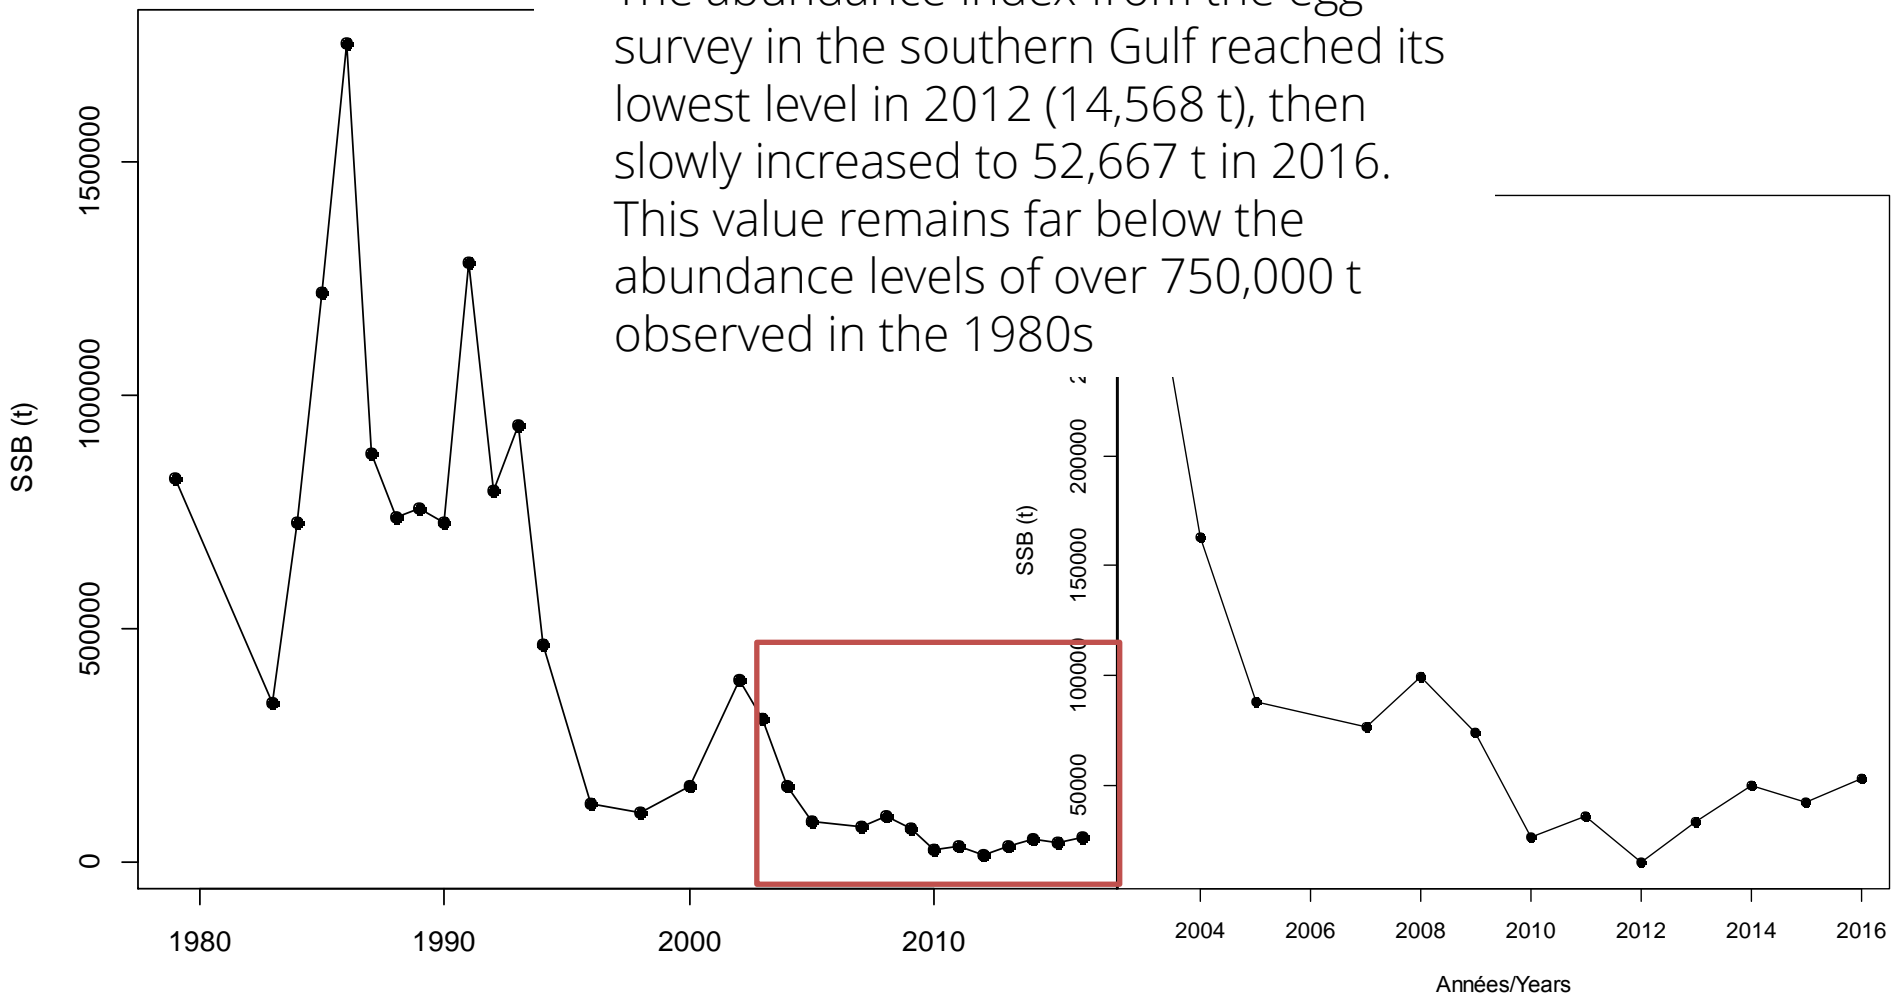 The abundance index from the egg
survey in the southern Gulf reached its
lowest level in 2012 (14,568 t), then
slowly increased to 52,667 t in 2016.
This value remains far below the
abundance levels of over 750,000 t
observed in the 1980s
SSB (t)
1500000
1000000
500000
0
1980 1990 2000 2010
SSB (t)
200000
150000
100000
50000
2004 2006 2008 2010 2012 2014 2016
Années/Years